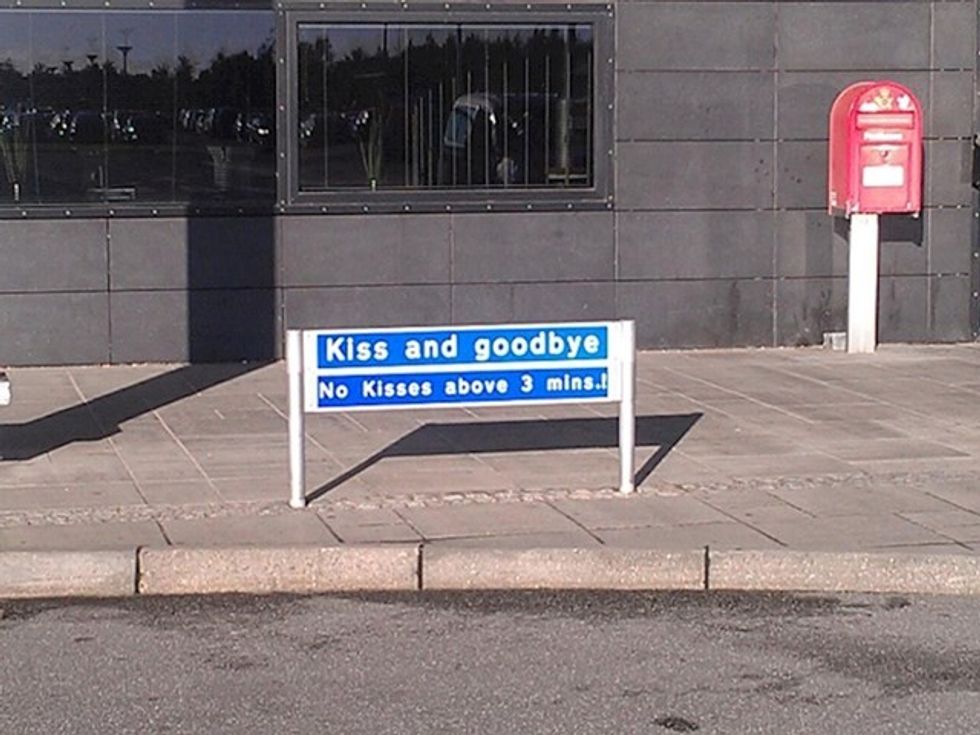 Kiss and goodbye
No Kisses above 3 mins.!